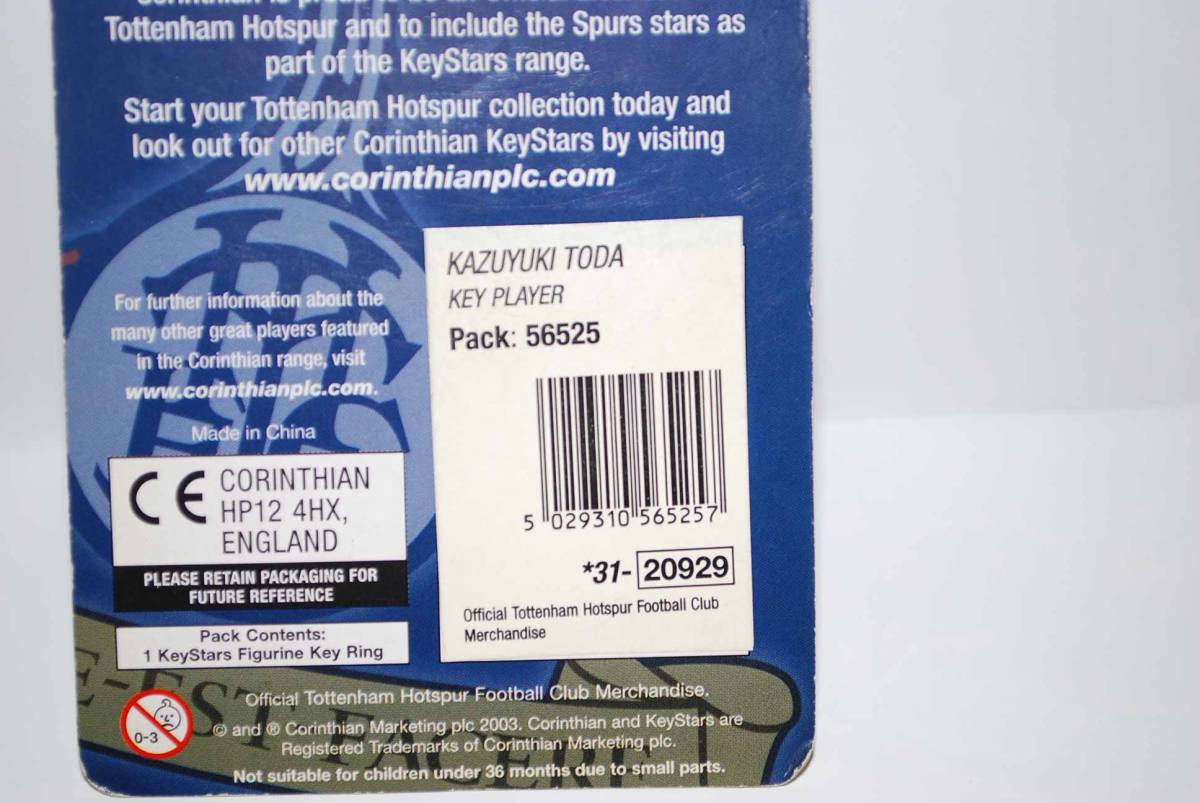 Tottenham Hotspur and to include the Spurs stars as
part of the KeyStars range.
Start your Tottenham Hotspur collection today and
look out for other Corinthian KeyStars by visiting
www.corinthianplc.com
For further information about the
many other great players featured
in the Corinthian range, visit
www.corinthianplc.com.
Made in China
CE
CORINTHIAN
HP12 4HX,
ENGLAND
PLEASE RETAIN PACKAGING FOR
FUTURE REFERENCE
Pack Contents:
1 KeyStars Figurine Key Ring
KAZUYUKI TODA
KEY PLAYER
Pack: 56525
5 029310 565257
*31- 20929
Official Tottenham Hotspur Football Club
Merchandise
E-EST FACERE
0-3
Official Tottenham Hotspur Football Club Merchandise.
© and ® Corinthian Marketing plc 2003. Corinthian and KeyStars are
Registered Trademarks of Corinthian Marketing plc.
Not suitable for children under 36 months due to small parts.